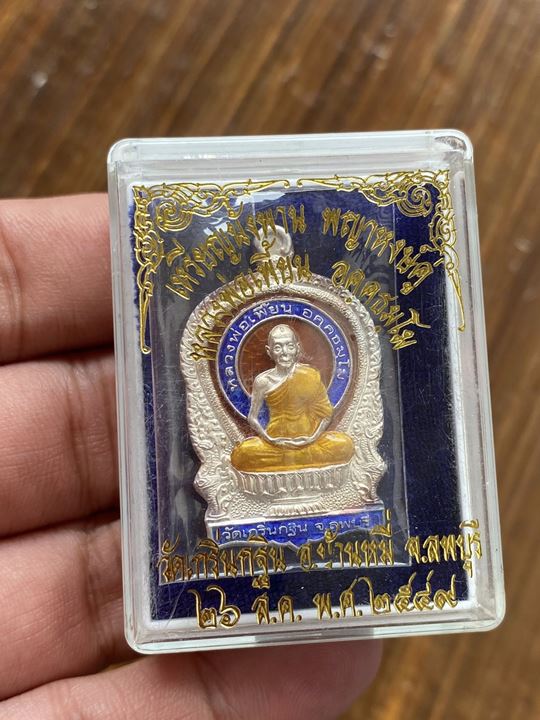 เหรียญนั่งพาน พญาหงษ์คู่
หลวงพ่อเพี้ยน อคฺคธมฺโม
หลวงพ่อเพี้ยน อคฺคธมฺโม
วัดเกริ่นกฐิน จ.ลพบุรี
วัดเกริ่นกฐิน อ.บ้านหมี่ จ.ลพบุรี
๒๖ ส.ค. พ.ศ.๒๕๔๙